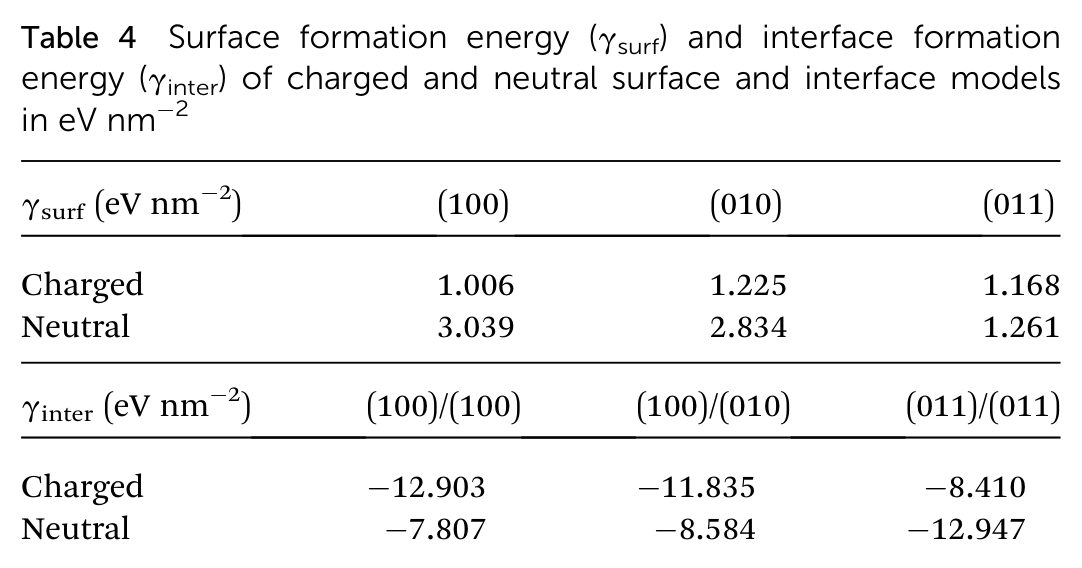 Table 4 Surface formation energy (γsurf) and interface formation
energy (γinter) of charged and neutral surface and interface models
in eV nm⁻²
γsurf (eV nm⁻²) (100) (010) (011)
Charged 1.006 1.225 1.168
Neutral 3.039 2.834 1.261
γinter (eV nm⁻²) (100)/(100) (100)/(010) (011)/(011)
Charged −12.903 −11.835 −8.410
Neutral −7.807 −8.584 −12.947